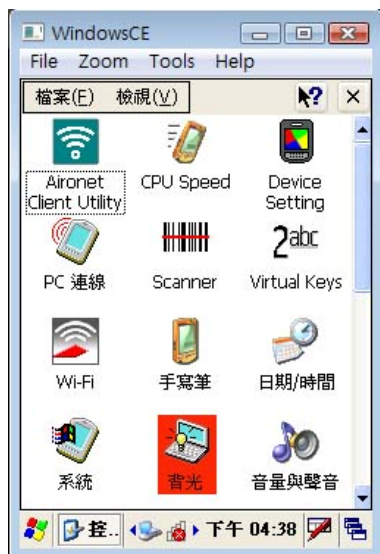 WindowsCE
File Zoom Tools Help
檔案(F) 檢視(V)
Aironet Client Utility
CPU Speed
Device Setting
PC 連線
Scanner
Virtual Keys
2abc
Wi-Fi
手寫筆
日期/時間
系統
背光
音量與聲音
控..
下午 04:38